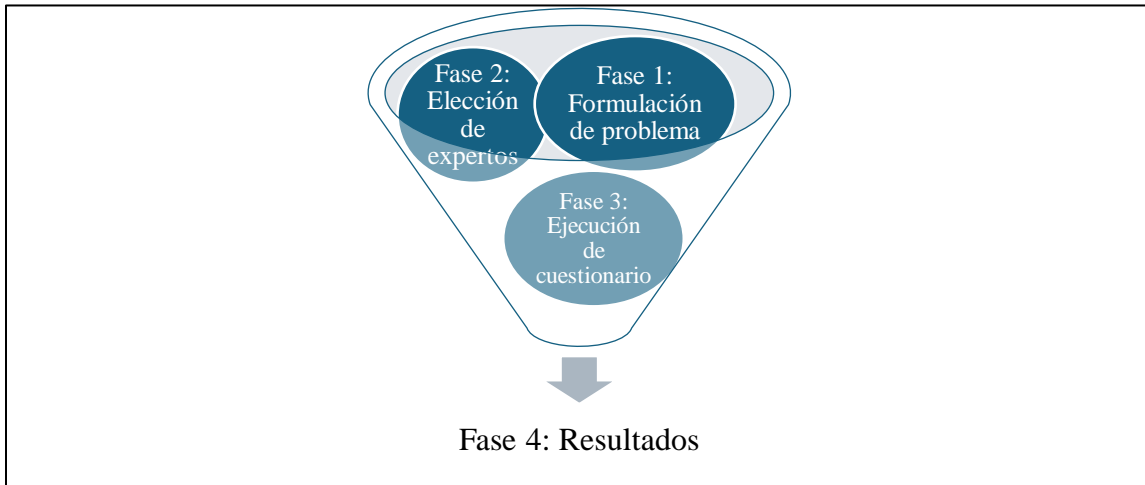 Fase 2:
Elección
de
expertos
Fase 1:
Formulación
de problema
Fase 3:
Ejecución
de
cuestionario
Fase 4: Resultados